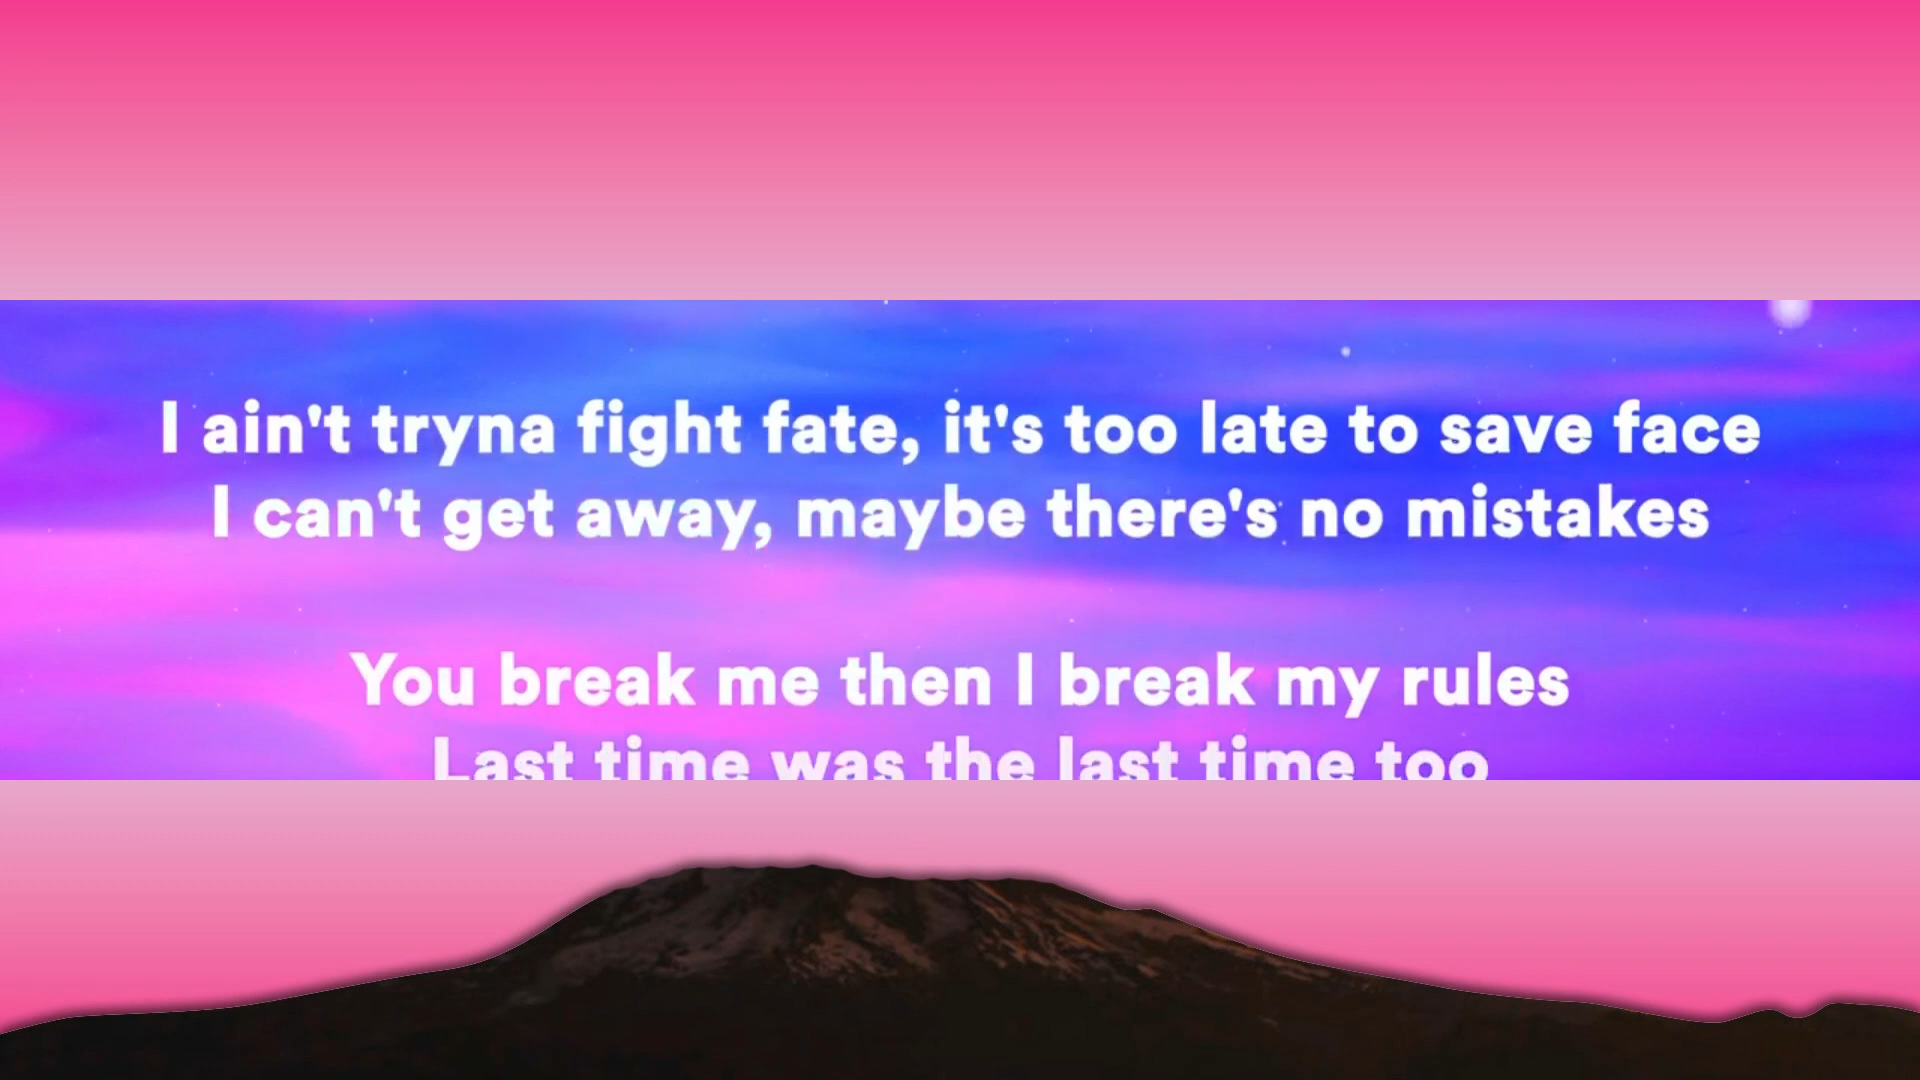 I ain't tryna fight fate, it's too late to save face
I can't get away, maybe there's no mistakes
You break me then I break my rules
Last time was the last time too